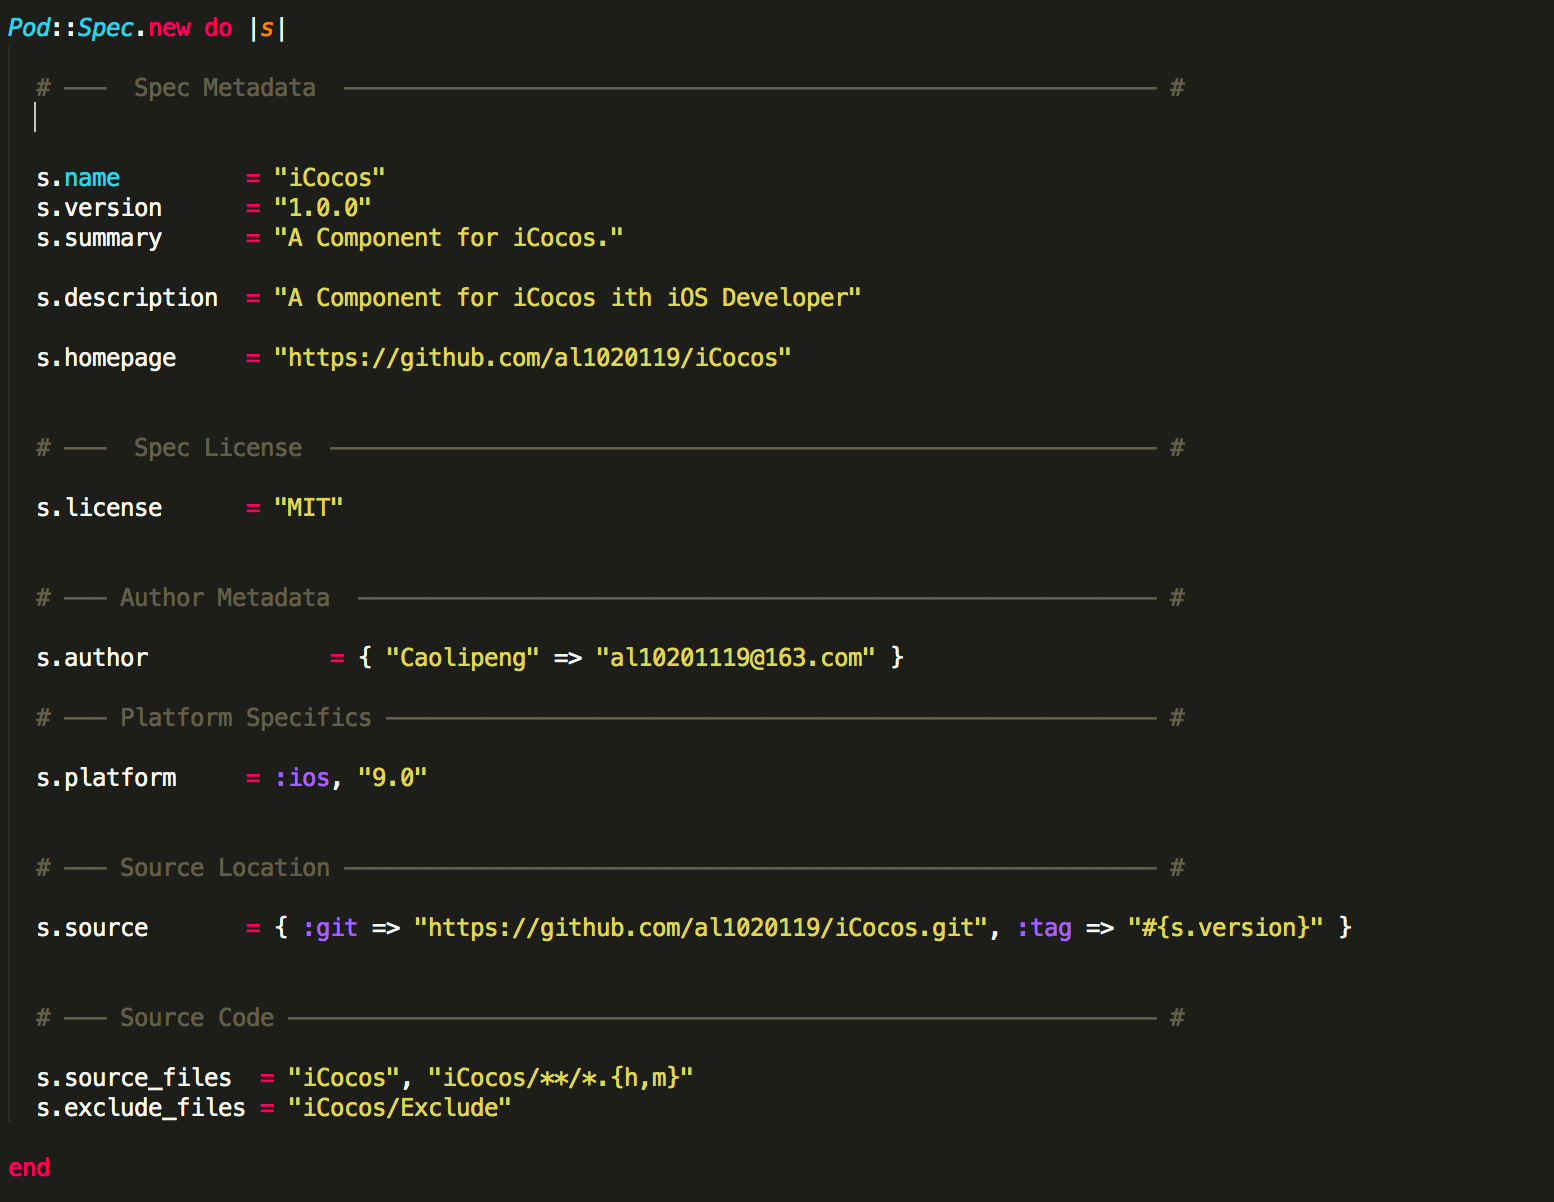 Pod::Spec.new do |s|
# ――― Spec Metadata ―――――――――――――――――――――――――――――――――――――――――――――――――――――――――― #
s.name         = "iCocos"
s.version      = "1.0.0"
s.summary      = "A Component for iCocos."
s.description  = "A Component for iCocos ith iOS Developer"
s.homepage     = "https://github.com/al1020119/iCocos"
# ――― Spec License ――――――――――――――――――――――――――――――――――――――――――――――――――――――――――― #
s.license      = "MIT"
# ――― Author Metadata ――――――――――――――――――――――――――――――――――――――――――――――――――――――――― #
s.author             = { "Caolipeng" => "al10201119@163.com" }
# ――― Platform Specifics ――――――――――――――――――――――――――――――――――――――――――――――――――――――― #
s.platform     = :ios, "9.0"
# ――― Source Location ―――――――――――――――――――――――――――――――――――――――――――――――――――――――――― #
s.source       = { :git => "https://github.com/al1020119/iCocos.git", :tag => "#{s.version}" }
# ――― Source Code ―――――――――――――――――――――――――――――――――――――――――――――――――――――――――――――― #
s.source_files  = "iCocos", "iCocos/**/*.{h,m}"
s.exclude_files = "iCocos/Exclude"
end